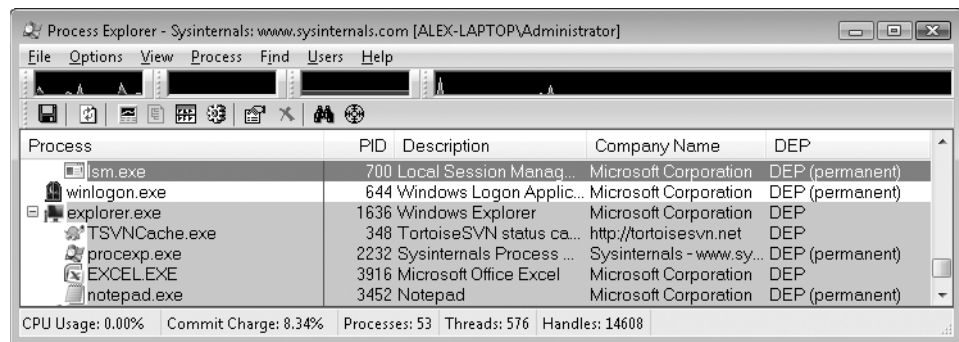 Process Explorer - Sysinternals: www.sysinternals.com [ALEX-LAPTOP\Administrator]
File Options View Process Find Users Help
Process PID Description Company Name DEP
lsm.exe 700 Local Session Manag... Microsoft Corporation DEP (permanent)
winlogon.exe 644 Windows Logon Applic... Microsoft Corporation DEP (permanent)
explorer.exe 1636 Windows Explorer Microsoft Corporation DEP
TSVNCache.exe 348 TortoiseSVN status ca... http://tortoisesvn.net DEP
procexp.exe 2232 Sysinternals Process ... Sysinternals - www.sy... DEP (permanent)
EXCEL.EXE 3916 Microsoft Office Excel Microsoft Corporation DEP
notepad.exe 3452 Notepad Microsoft Corporation DEP (permanent)
CPU Usage: 0.00% Commit Charge: 8.34% Processes: 53 Threads: 576 Handles: 14608